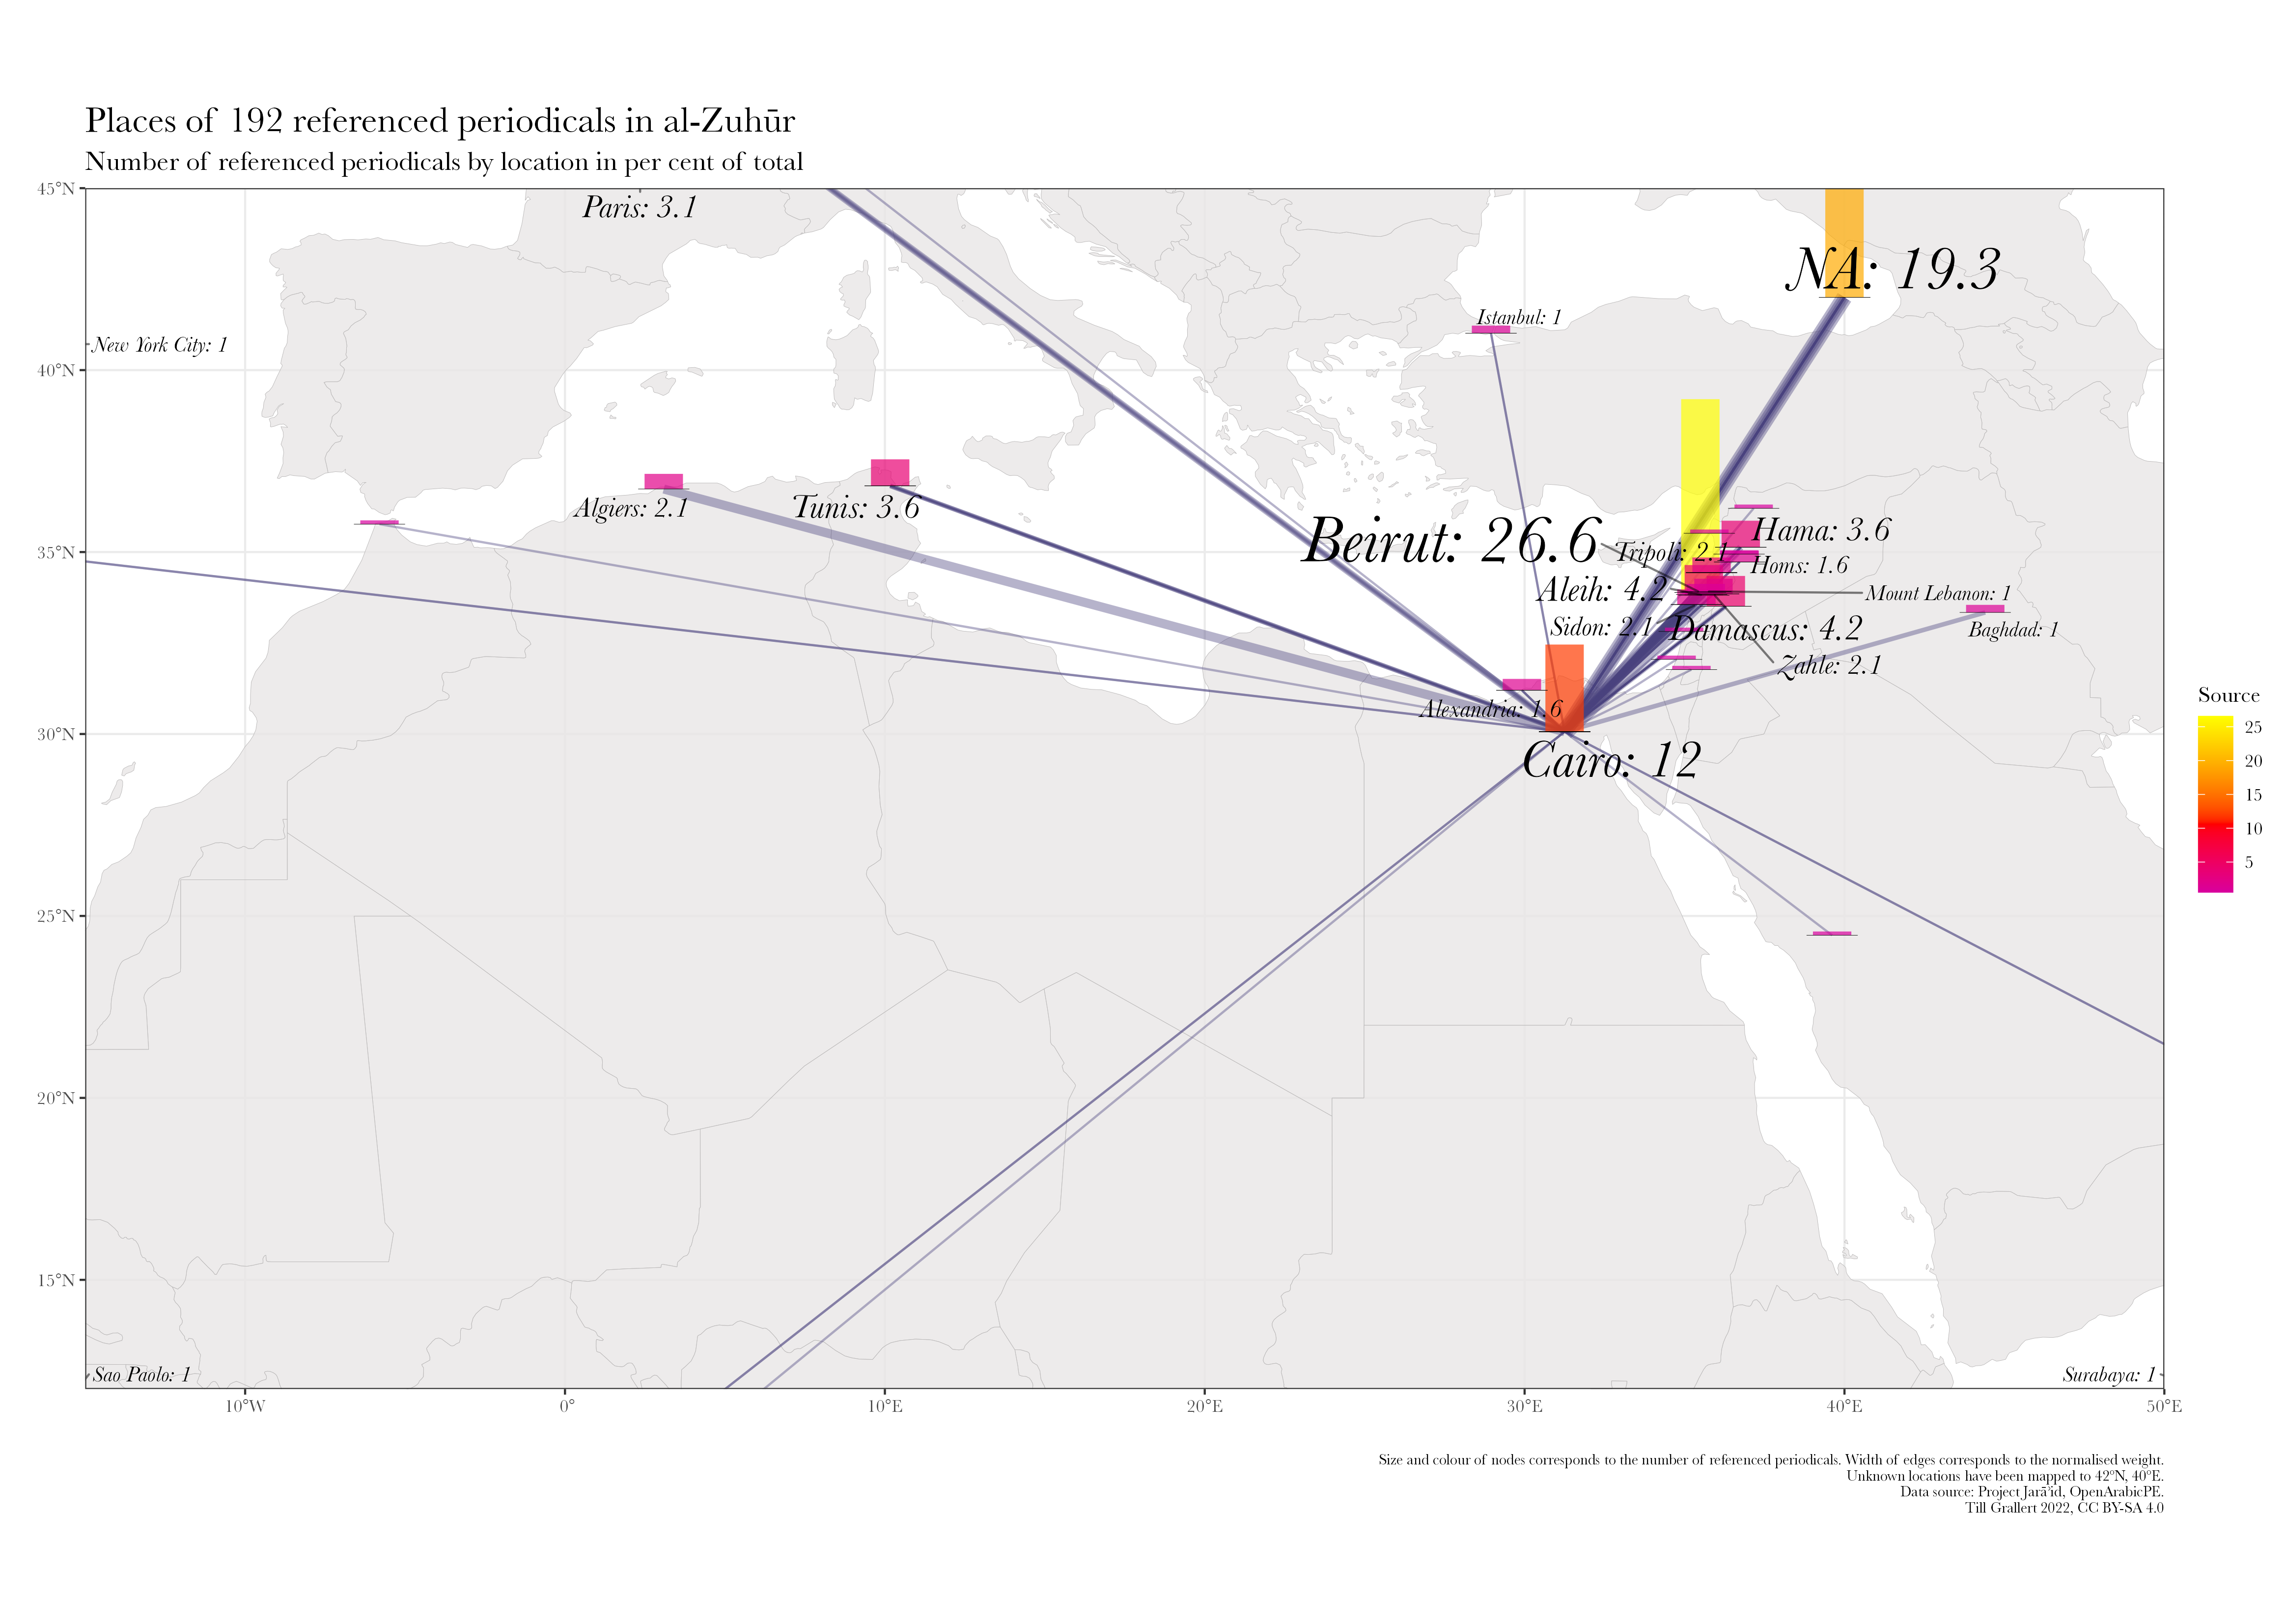 Places of 192 referenced periodicals in al-Zuhūr
Number of referenced periodicals by location in per cent of total
45°N
40°N
35°N
30°N
25°N
20°N
15°N
Paris: 3.1
NA: 19.3
Istanbul: 1
New York City: 1
Algiers: 2.1
Tunis: 3.6
Beirut: 26.6
Hama: 3.6
Tripoli: 2.1
Homs: 1.6
Aleih: 4.2
Mount Lebanon: 1
Sidon: 2.1
Damascus: 4.2
Baghdad: 1
Zahle: 2.1
Alexandria: 1.6
Cairo: 12
Sao Paolo: 1
Surabaya: 1
10°W
0°
10°E
20°E
30°E
40°E
50°E
Source
25
20
15
10
5
Size and colour of nodes corresponds to the number of referenced periodicals. Width of edges corresponds to the normalised weight.
Unknown locations have been mapped to 42°N, 40°E.
Data source: Project Jarāʾid, OpenArabicPE.
Till Grallert 2022, CC BY-SA 4.0